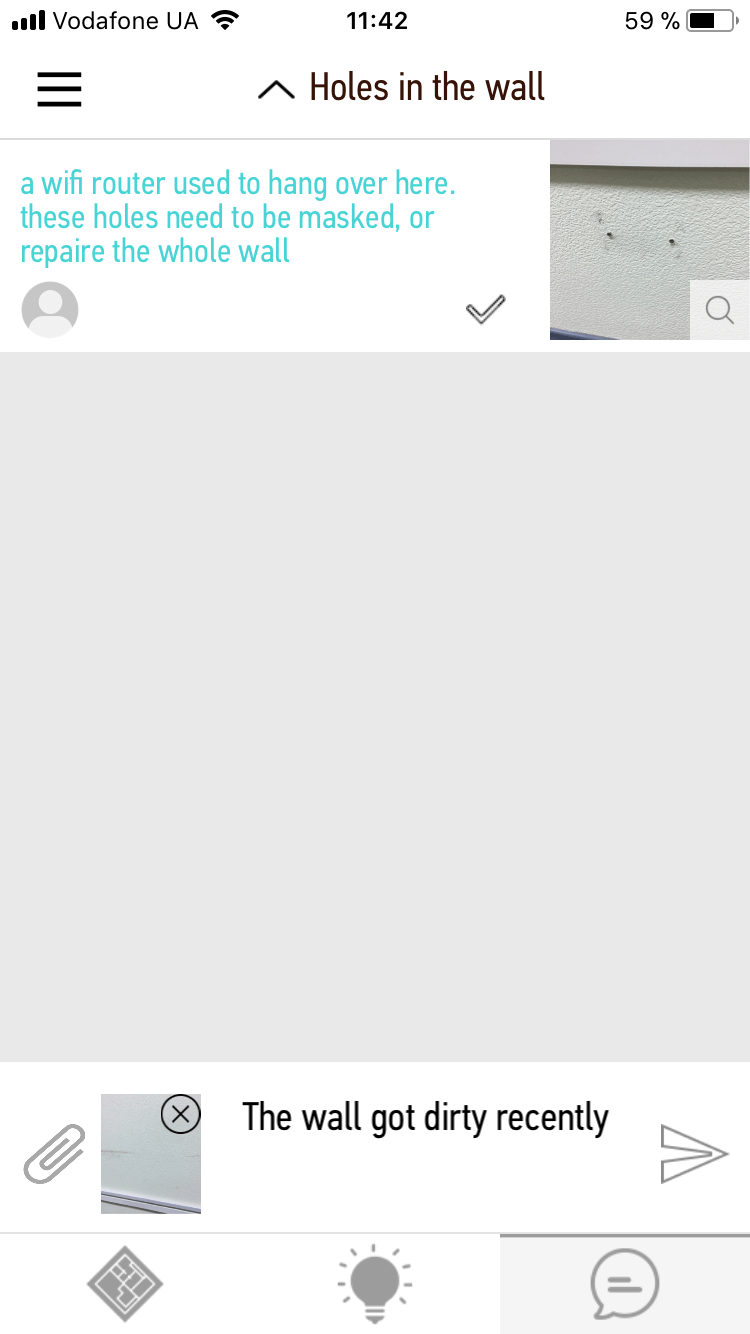 Vodafone UA 11:42 59 %
Holes in the wall
a wifi router used to hang over here.
these holes need to be masked, or
repaire the whole wall
The wall got dirty recently